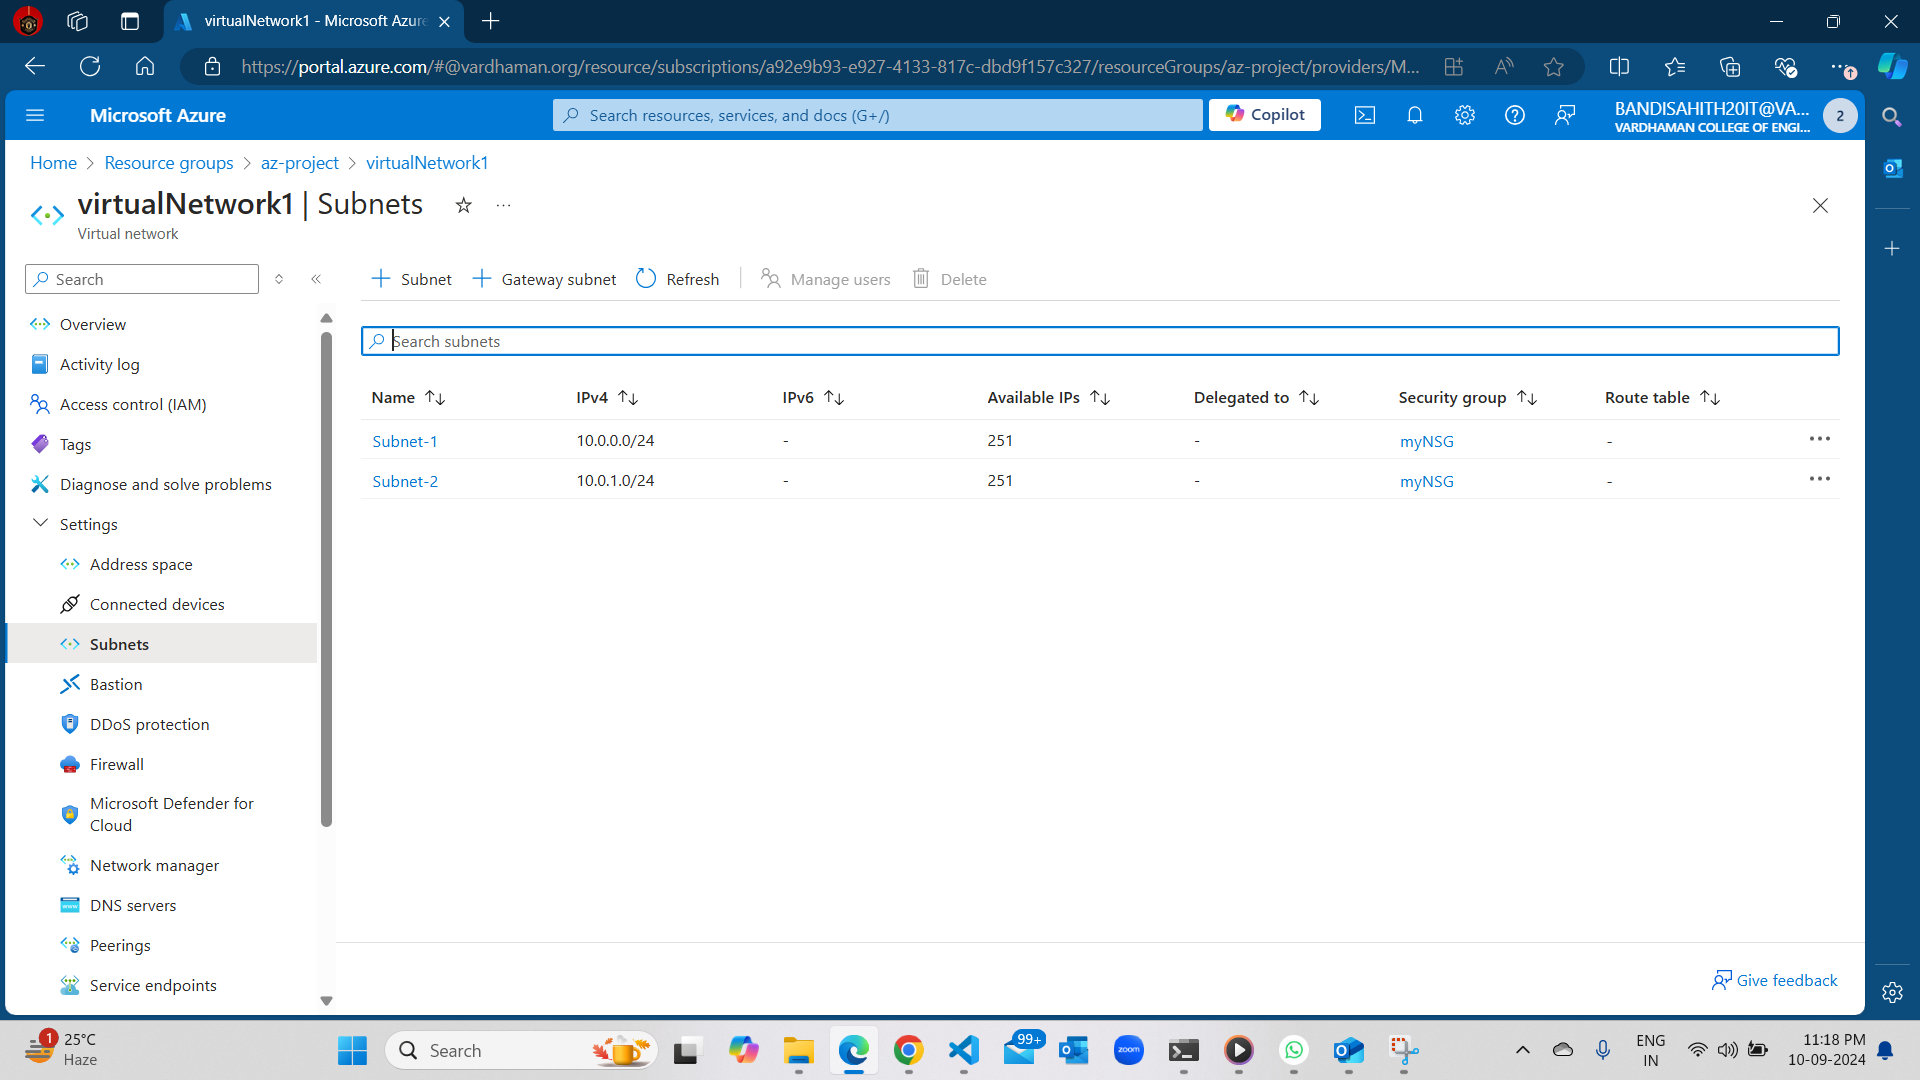 virtualNetwork1 - Microsoft Azure
https://portal.azure.com/#@vardhaman.org/resource/subscriptions/a92e9b93-e927-4133-817c-dbd9f157c327/resourceGroups/az-project/providers/M...
Microsoft Azure
Search resources, services, and docs (G+/)
Copilot
BANDISAHITH20IT@VA...
VARDHAMAN COLLEGE OF ENGI...
2
Home > Resource groups > az-project > virtualNetwork1
virtualNetwork1 | Subnets
Virtual network
Search
Subnet Gateway subnet Refresh Manage users Delete
Search subnets
Name IPv4 IPv6 Available IPs Delegated to Security group Route table
Subnet-1 10.0.0.0/24 - 251 - myNSG -
Subnet-2 10.0.1.0/24 - 251 - myNSG -
Overview
Activity log
Access control (IAM)
Tags
Diagnose and solve problems
Settings
Address space
Connected devices
Subnets
Bastion
DDoS protection
Firewall
Microsoft Defender for
Cloud
Network manager
DNS servers
Peerings
Service endpoints
Give feedback
1
25°C
Haze
Search
99+
zoom
ENG
IN
11:18 PM
10-09-2024